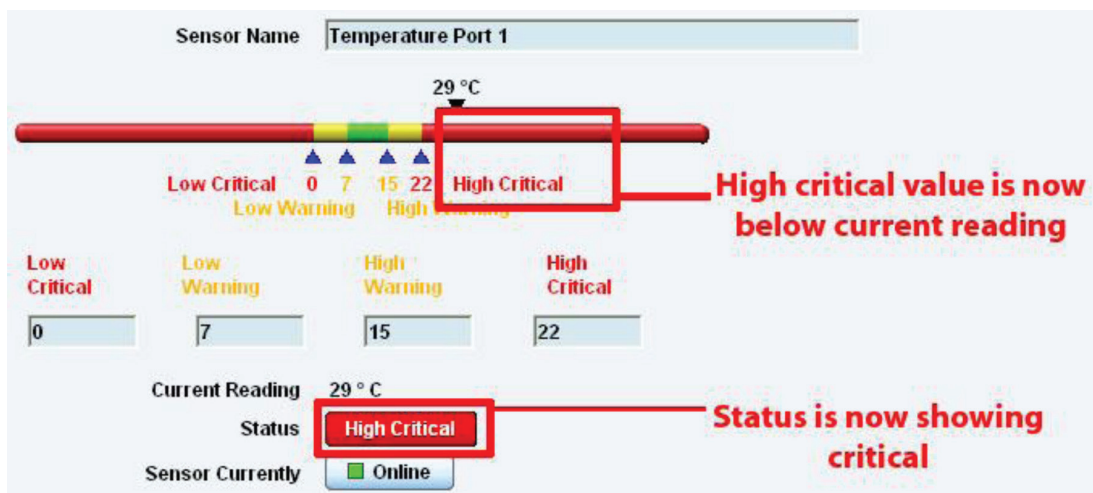 Sensor Name Temperature Port 1
29 °C
Low Critical 0 7 15 22 High Critical
Low Warning High Warning
High critical value is now
below current reading
Low Low High High
Critical Warning Warning Critical
0 7 15 22
Current Reading 29 ° C
Status High Critical
Status is now showing
critical
Sensor Currently Online